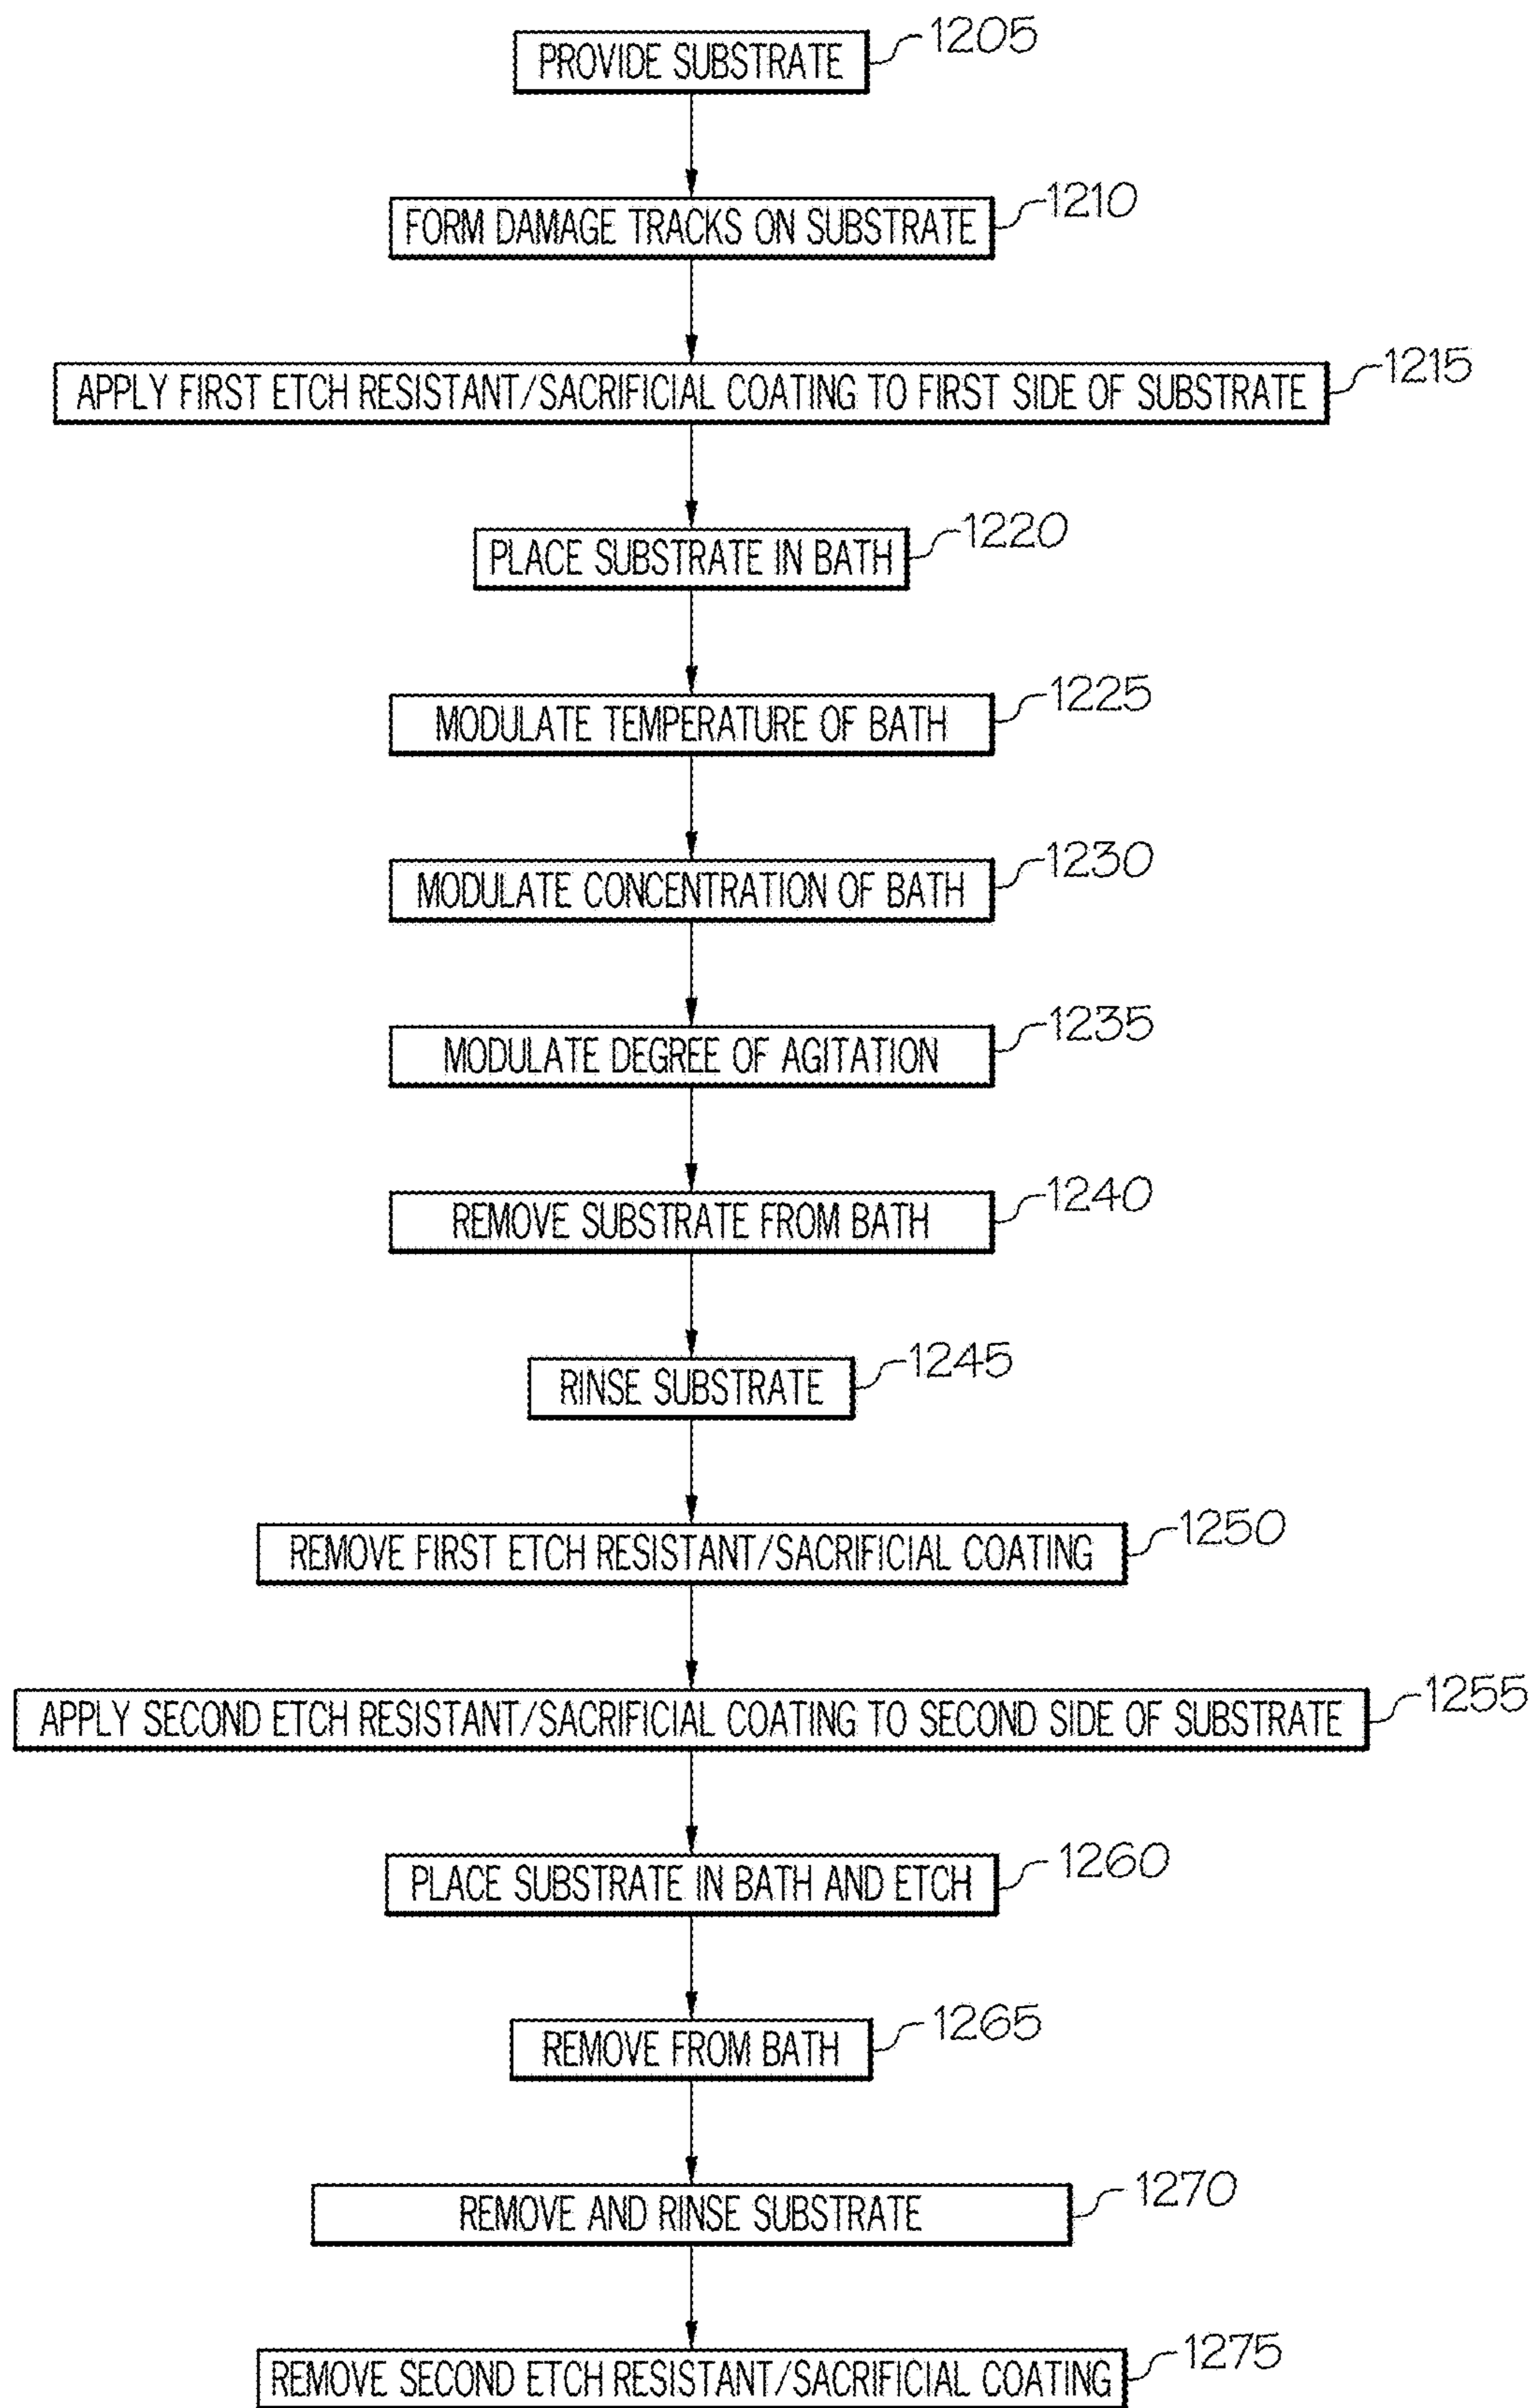 PROVIDE SUBSTRATE 1205
FORM DAMAGE TRACKS ON SUBSTRATE 1210
APPLY FIRST ETCH RESISTANT/SACRIFICIAL COATING TO FIRST SIDE OF SUBSTRATE 1215
PLACE SUBSTRATE IN BATH 1220
MODULATE TEMPERATURE OF BATH 1225
MODULATE CONCENTRATION OF BATH 1230
MODULATE DEGREE OF AGITATION 1235
REMOVE SUBSTRATE FROM BATH 1240
RINSE SUBSTRATE 1245
REMOVE FIRST ETCH RESISTANT/SACRIFICIAL COATING 1250
APPLY SECOND ETCH RESISTANT/SACRIFICIAL COATING TO SECOND SIDE OF SUBSTRATE 1255
PLACE SUBSTRATE IN BATH AND ETCH 1260
REMOVE FROM BATH 1265
REMOVE AND RINSE SUBSTRATE 1270
REMOVE SECOND ETCH RESISTANT/SACRIFICIAL COATING 1275